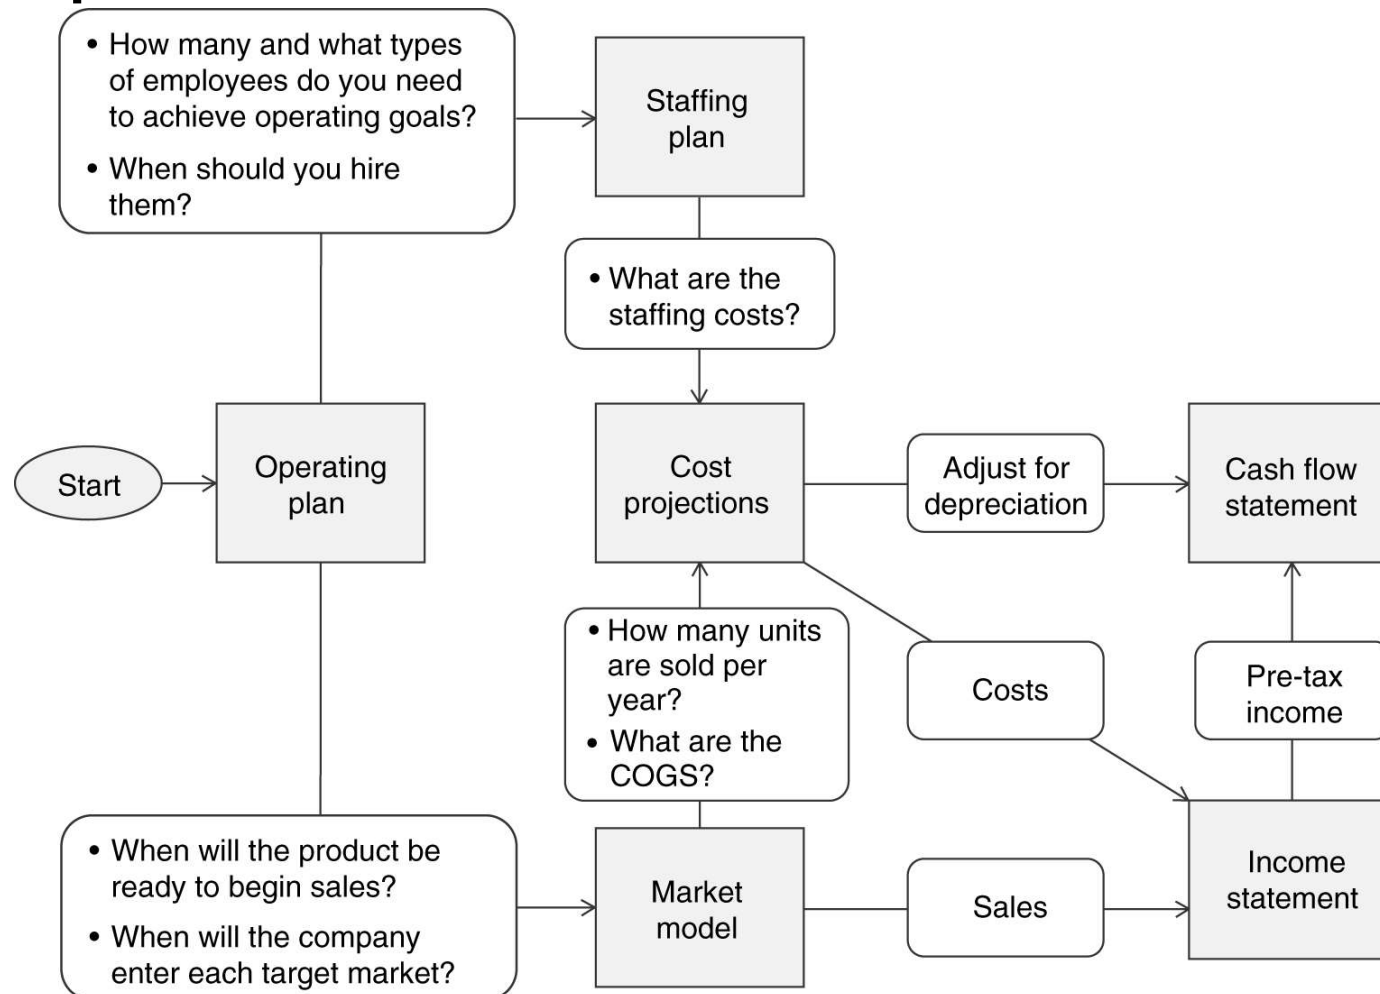 • How many and what types
of employees do you need
to achieve operating goals?
• When should you hire
them?
Staffing
plan
• What are the
staffing costs?
Start
Operating
plan
Cost
projections
Adjust for
depreciation
Cash flow
statement
• How many units
are sold per
year?
• What are the
COGS?
Costs
Pre-tax
income
• When will the product be
ready to begin sales?
• When will the company
enter each target market?
Market
model
Sales
Income
statement